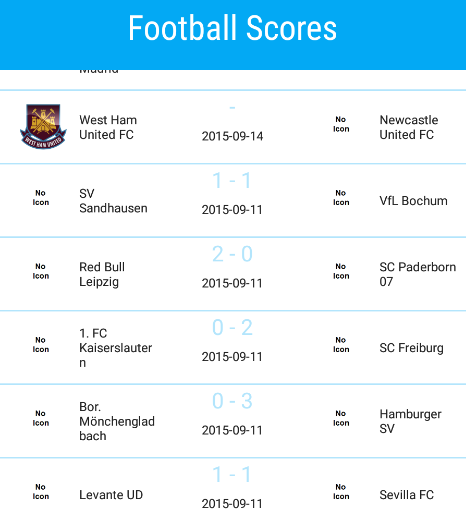 Football Scores
Madrid
-
West Ham
United FC
2015-09-14
No
Icon
Newcastle
United FC
WEST HAM UNITED
1 - 1
No
Icon
SV
Sandhausen
2015-09-11
No
Icon
VfL Bochum
2-0
No
Icon
Red Bull
Leipzig
2015-09-11
No
Icon
SC Paderborn
07
0 - 2
No
Icon
1. FC
Kaiserslauter
n
2015-09-11
No
Icon
SC Freiburg
0 - 3
No
Icon
Bor.
Mönchenglad
bach
2015-09-11
No
Icon
Hamburger
SV
1 - 1
No
Icon
Levante UD
2015-09-11
No
Icon
Sevilla FC